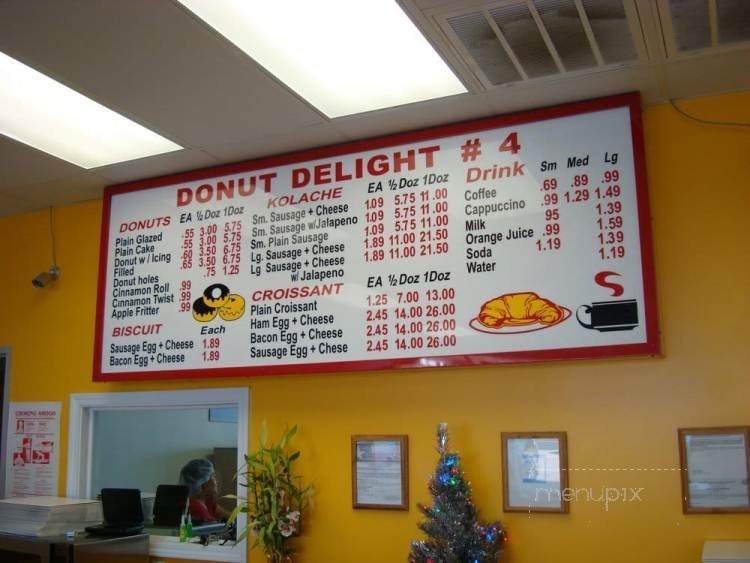 DONUT DELIGHT # 4
DONUTS EA ½ Doz 1Doz
Plain Glazed .55 3.00 5.75
Plain Cake .55 3.00 5.75
Donut w / Icing .60 3.50 6.75
Filled .65 3.50 6.75
Donut holes .75 1.25
Cinnamon Roll .99
Cinnamon Twist .99
Apple Fritter .99
BISCUIT Each
Sausage Egg + Cheese 1.89
Bacon Egg + Chese 1.89
KOLACHE EA ½ Doz 1Doz
Sm. Sausage + Cheese 1.09 5.75 11.00
Sm. Sausage w/Jalapeno 1.09 5.75 11.00
Sm. Plain Sausage 1.09 5.75 11.00
Lg. Sausage + Cheese 1.89 11.00 21.50
Lg Sausage + Cheese 1.89 11.00 21.50
w/ Jalapeno
CROISSANT EA ½ Doz 1Doz
Plain Croissant 1.25 7.00 13.00
Ham Egg + Cheese 2.45 14.00 26.00
Bacon Egg + Cheese 2.45 14.00 26.00
Sausage Egg + Chese 2.45 14.00 26.00
Drink Sm Med Lg
Coffee .69 .89 .99
Cappuccino .99 1.29 1.49
Milk .95 1.39
Orange Juice .99 1.59
Soda 1.19 1.39
Water 1.19
menupix